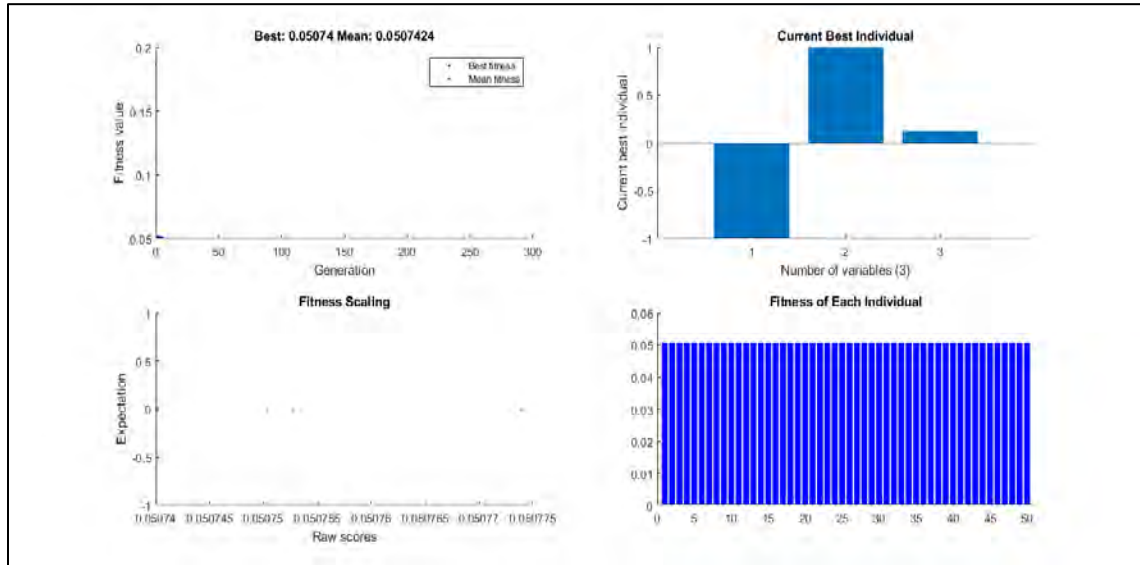 Best: 0.05074 Mean: 0.0507424
0.2
0.15
0.1
0.05
Fitness value
Best fitness
Mean fitness
0 50 100 150 200 250 300
Generation
Current Best Individual
1
0.5
0
-0.5
-1
Current best individual
1 2 3
Number of variables (3)
Fitness Scaling
1
0.5
0
-0.5
-1
Expectation
0.05074 0.050745 0.05075 0.050755 0.05076 0.050765 0.05077 0.050775
Raw scores
Fitness of Each Individual
0.06
0.05
0.04
0.03
0.02
0.01
0
0 5 10 15 20 25 30 35 40 45 50